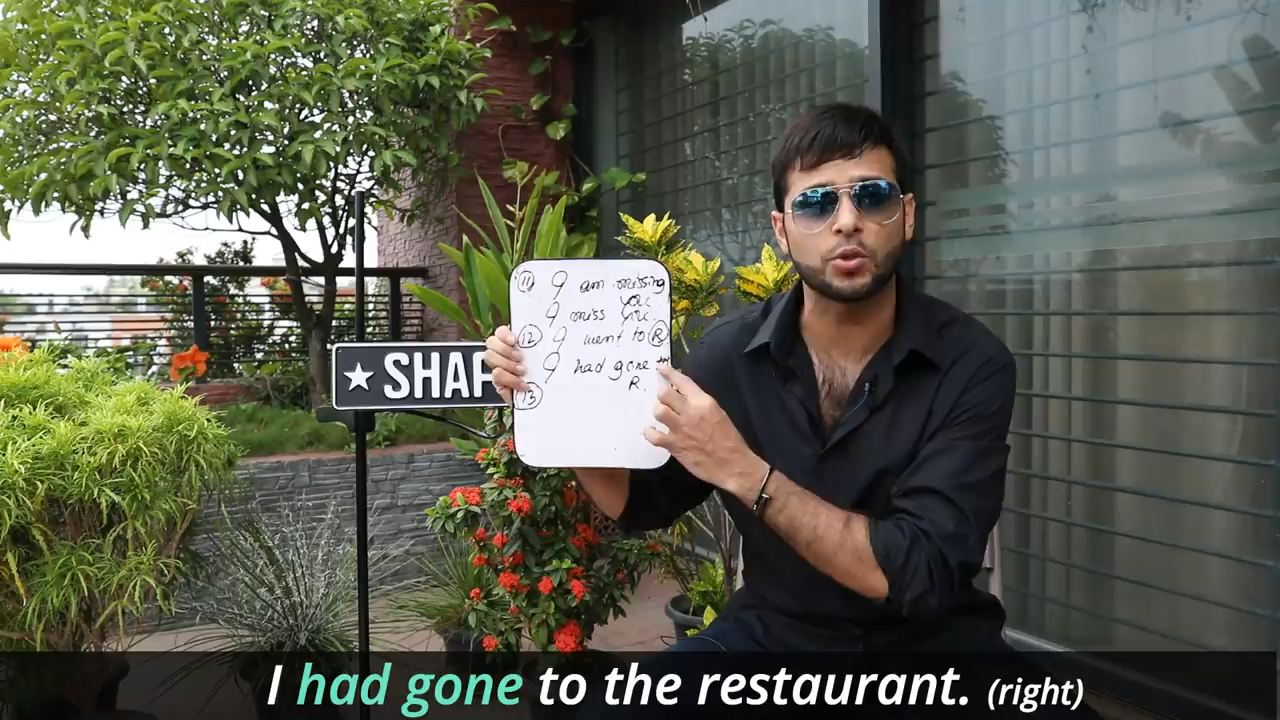 11 I am missing
you
I miss you.
12 I went to R
I had gone to
R.
13
★ SHAP
I had gone to the restaurant. (right)